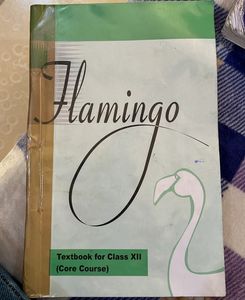 Flamingo
Textbook for Class XII
(Core Course)